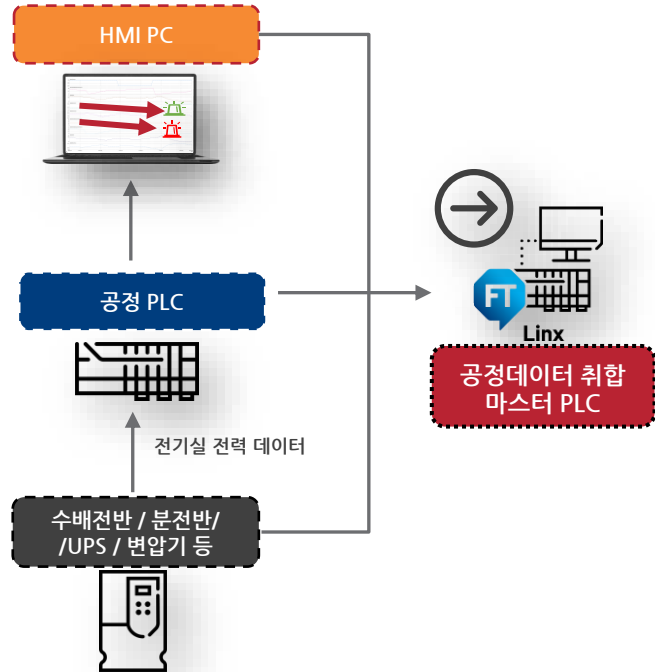 HMI PC
공정 PLC
FT
Linx
공정데이터 취합
마스터 PLC
전기실 전력 데이터
수배전반 / 분전반/
/UPS / 변압기 등